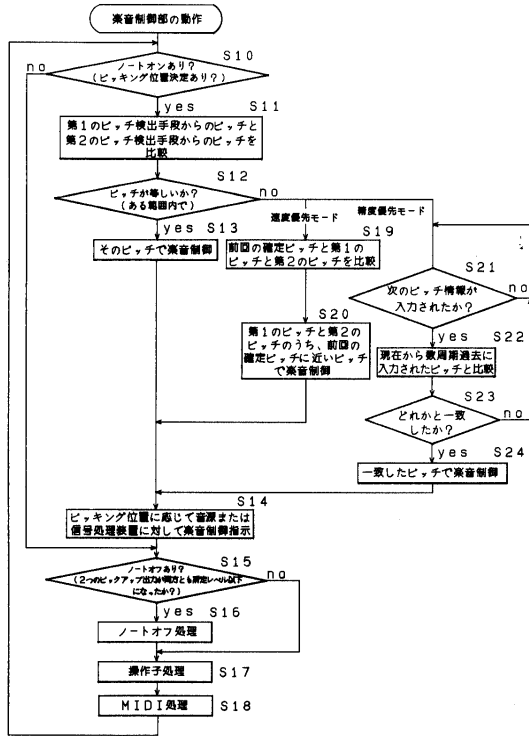 楽音制御部の動作
S10
no
ノートオンあり?
(ピッキング位置決定あり?)
yes
S11
第1のピッチ検出手段からのピッチと
第2のピッチ検出手段からのピッチを
比較
S12
ピッチが等しいか?
(ある範囲内で)
no
yes
S13
速度優先モード
精度優先モード
そのピッチで楽音制御
S19
前回の確定ピッチと第1の
ピッチと第2のピッチを比較
S21
次のピッチ情報が
入力されたか?
no
S20
第1のピッチと第2の
ピッチのうち、前回の
確定ピッチに近いピッチ
で楽音制御
yes
S22
現在から数周期過去に
入力されたピッチと比較
S23
どれかと一致
したか?
no
yes
S24
一致したピッチで楽音制御
S14
ピッキング位置に応じて音源または
信号処理装置に対して楽音制御指示
S15
ノートオフあり?
(2つのピックアップ出力が両方とも所定レベル以下
になったか?)
no
yes
S16
ノートオフ処理
操作子処理
S17
MIDI処理
S18